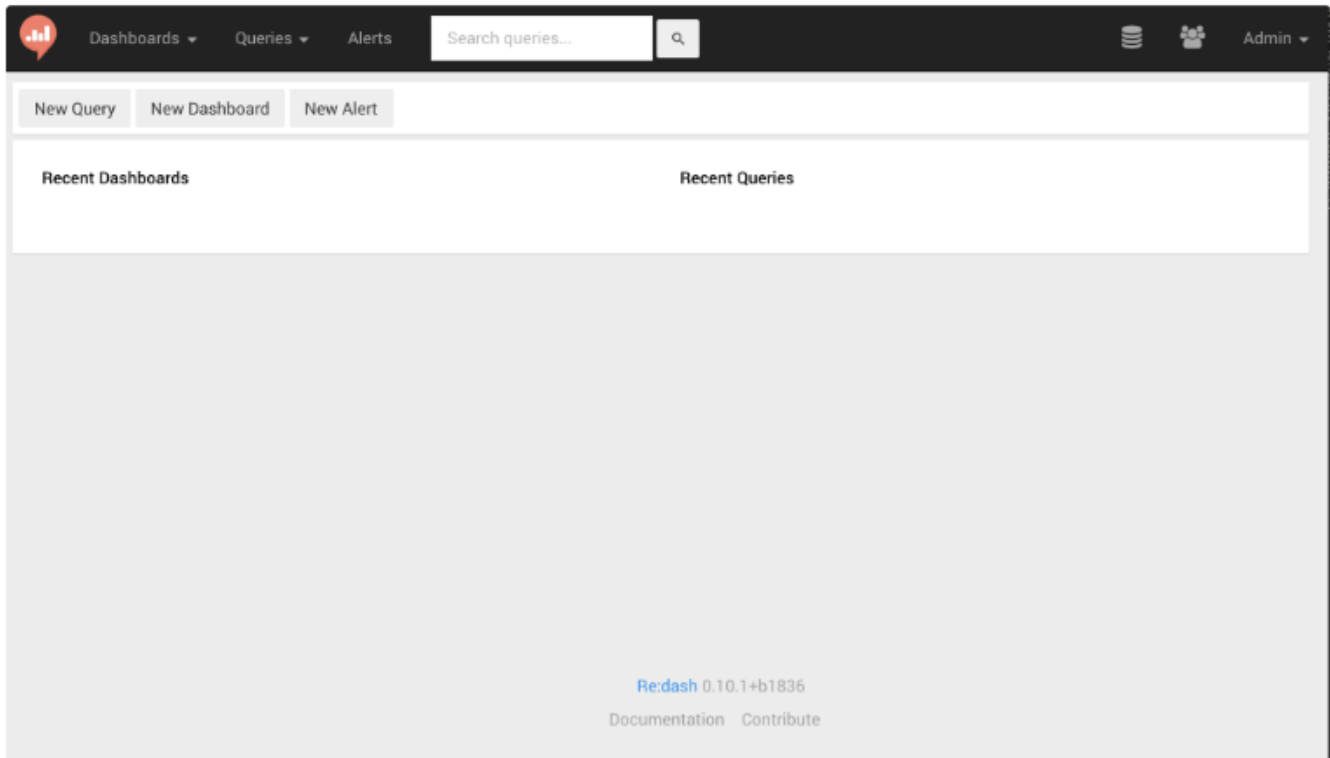 Dashboards Queries Alerts Search queries... Admin
New Query New Dashboard New Alert
Recent Dashboards Recent Queries
Re:dash 0.10.1+b1836
Documentation Contribute